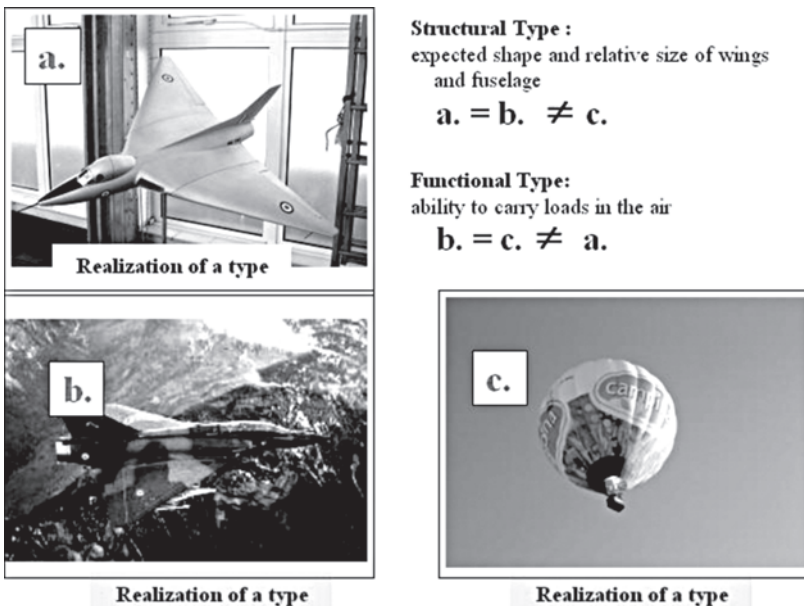 a.
Realization of a type
Structural Type :
expected shape and relative size of wings
and fuselage
a. = b. ≠ c.
Functional Type:
ability to carry loads in the air
b. = c. ≠ a.
b.
Realization of a type
c.
Realization of a type